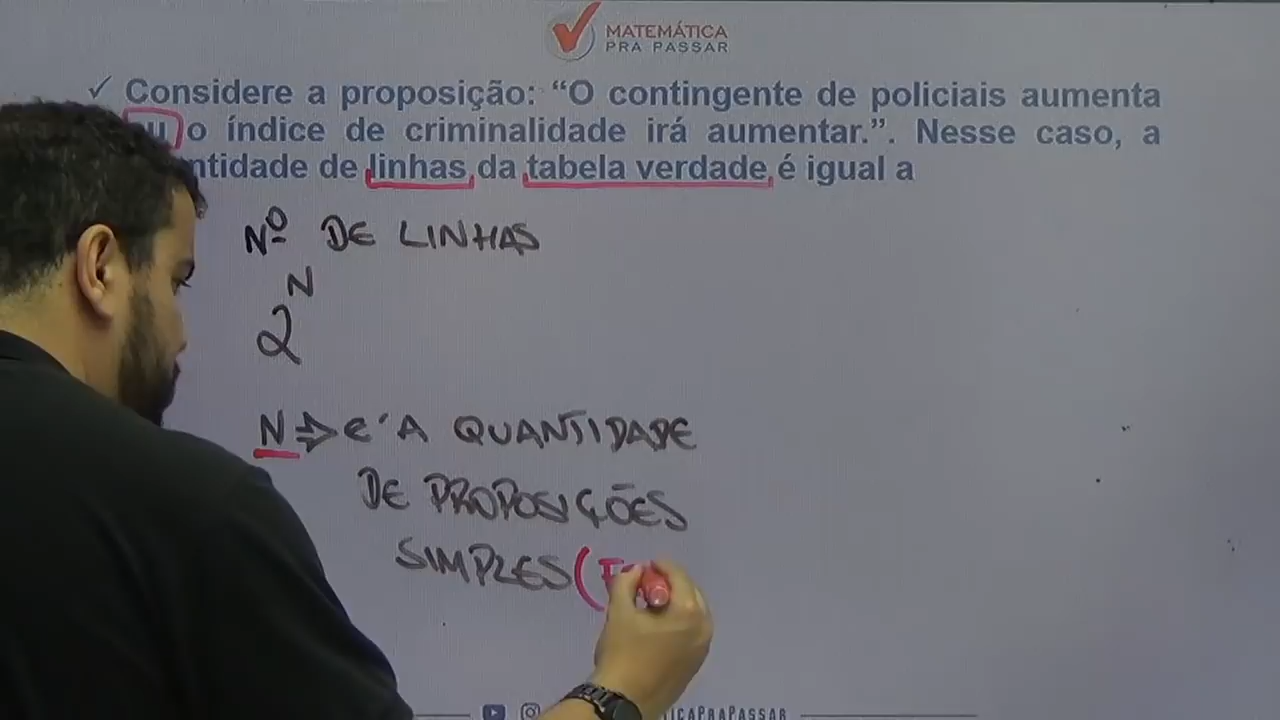 MATEMÁTICA
PRA PASSAR
✓ Considere a proposição: “O contingente de policiais aumenta
u o índice de criminalidade irá aumentar.”. Nesse caso, a
ntidade de linhas da tabela verdade é igual a
Nº DE LINHAS
2^N
N ⇒ É A QUANTIDADE
DE PROPOSIÇÕES
SIMPLES (
ICAPRAPASSAR